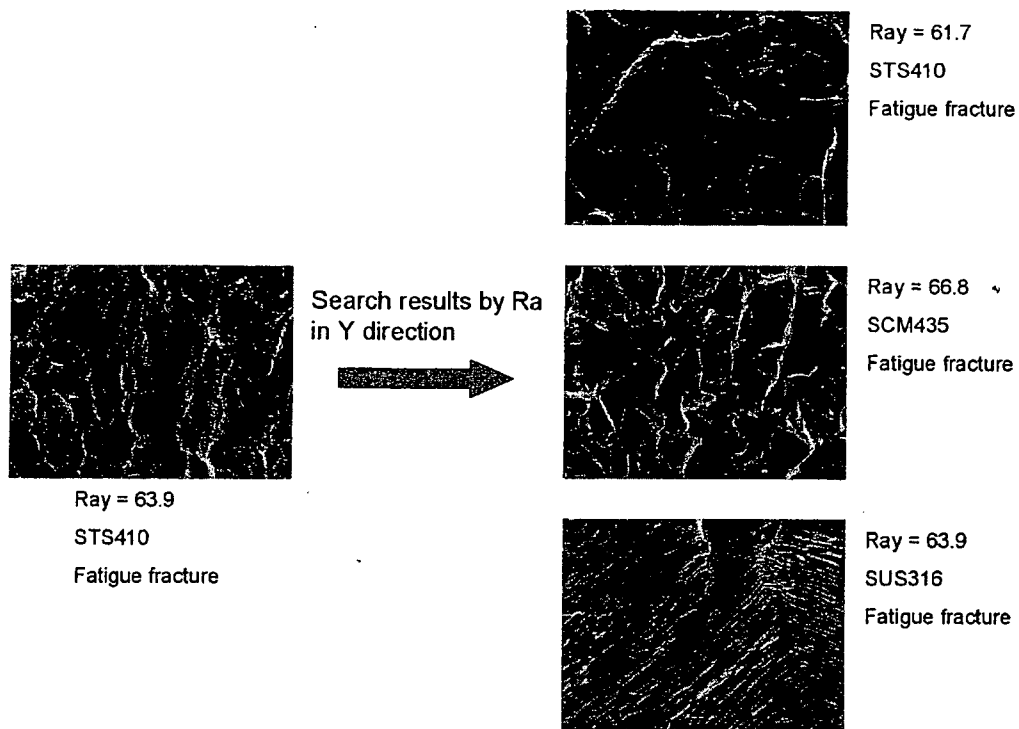 Ray = 61.7
STS410
Fatigue fracture
Search results by Ra
in Y direction
Ray = 66.8
SCM435
Fatigue fracture
Ray = 63.9
STS410
Fatigue fracture
Ray = 63.9
SUS316
Fatigue fracture